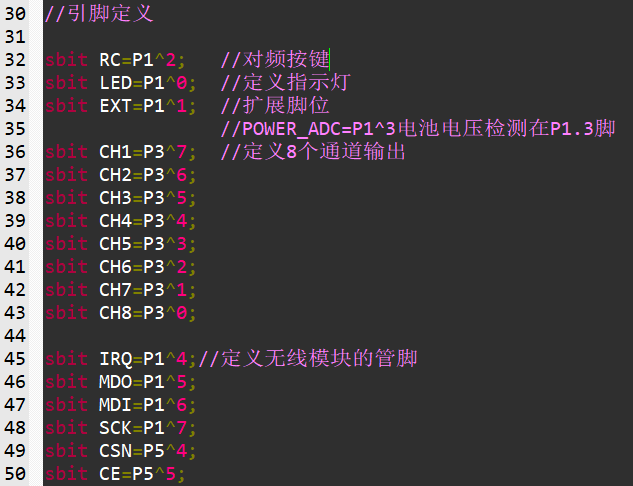 30 //引脚定义
31
32 sbit RC=P1^2;   //对频按键
33 sbit LED=P1^0;  //定义指示灯
34 sbit EXT=P1^1;  //扩展脚位
35                 //POWER_ADC=P1^3电池电压检测在P1.3脚
36 sbit CH1=P3^7;  //定义8个通道输出
37 sbit CH2=P3^6;
38 sbit CH3=P3^5;
39 sbit CH4=P3^4;
40 sbit CH5=P3^3;
41 sbit CH6=P3^2;
42 sbit CH7=P3^1;
43 sbit CH8=P3^0;
44
45 sbit IRQ=P1^4;//定义无线模块的管脚
46 sbit MDO=P1^5;
47 sbit MDI=P1^6;
48 sbit SCK=P1^7;
49 sbit CSN=P5^4;
50 sbit CE=P5^5;